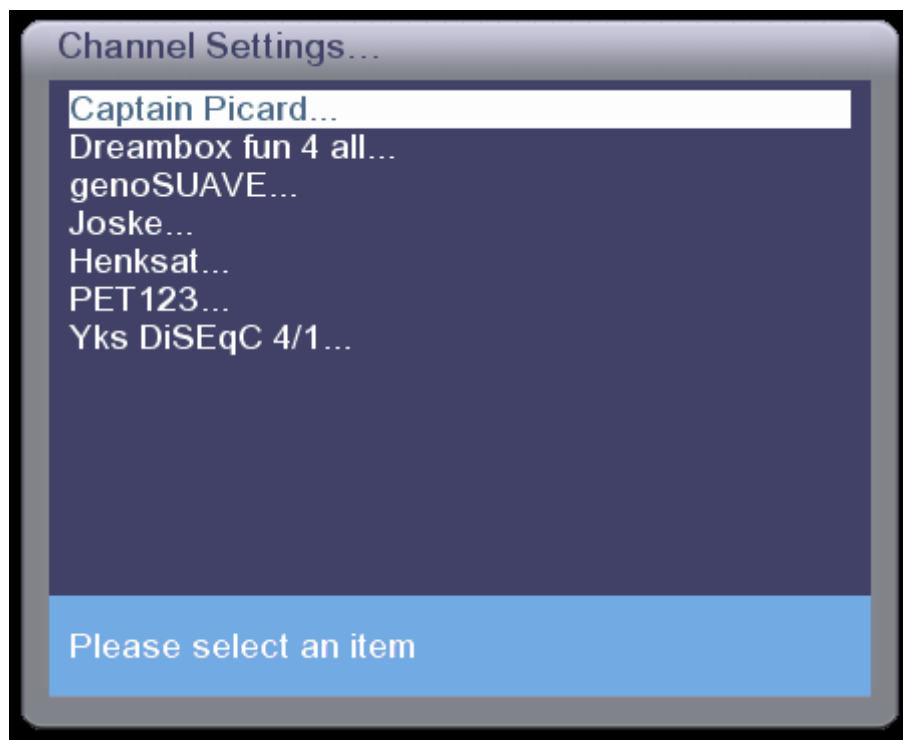 Channel Settings...
Captain Picard...
Dreambox fun 4 all...
genoSUAVE...
Joske...
Henksat...
PET123...
Yks DiSEqC 4/1...
Please select an item